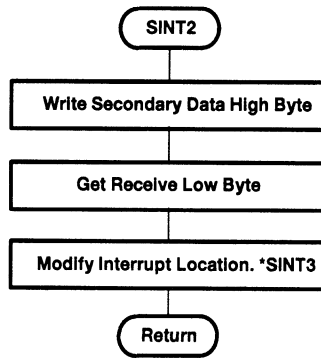 SINT2
Write Secondary Data High Byte
Get Receive Low Byte
Modify Interrupt Location. *SINT3
Return